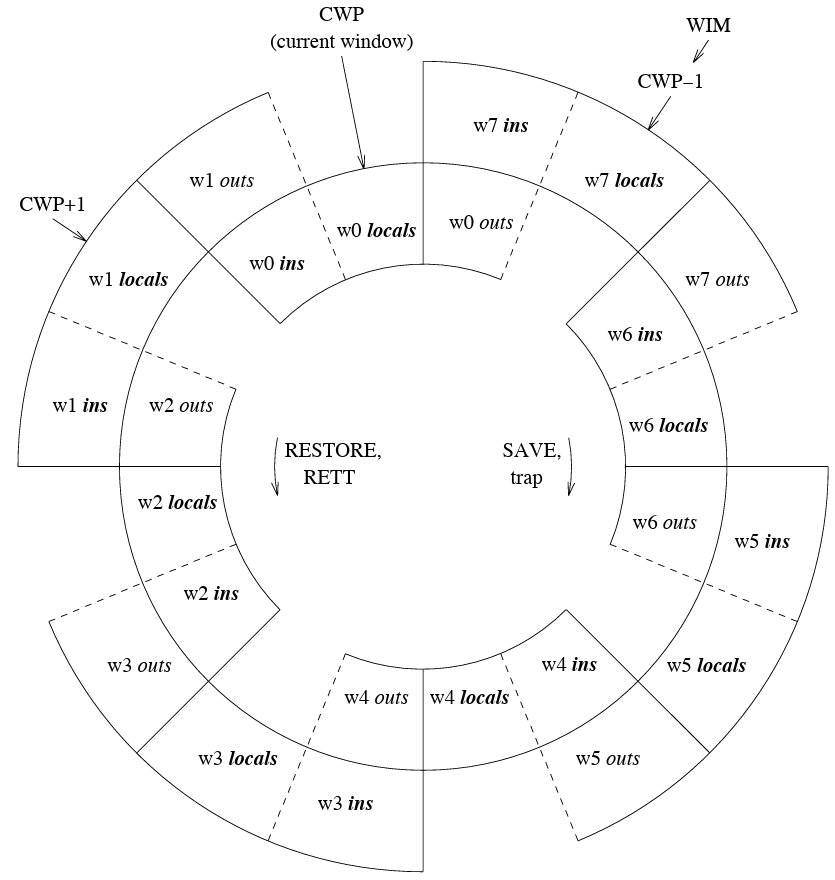 CWP
(current window)
WIM
CWP−1
w7 ins
w7 locals
w1 outs
CWP+1
w0 locals
w0 outs
w0 ins
w1 locals
w7 outs
w6 ins
w1 ins
w2 outs
w6 locals
RESTORE,
RETT
SAVE,
trap
w2 locals
w6 outs
w5 ins
w2 ins
w3 outs
w4 ins
w5 locals
w4 outs
w4 locals
w3 locals
w5 outs
w3 ins